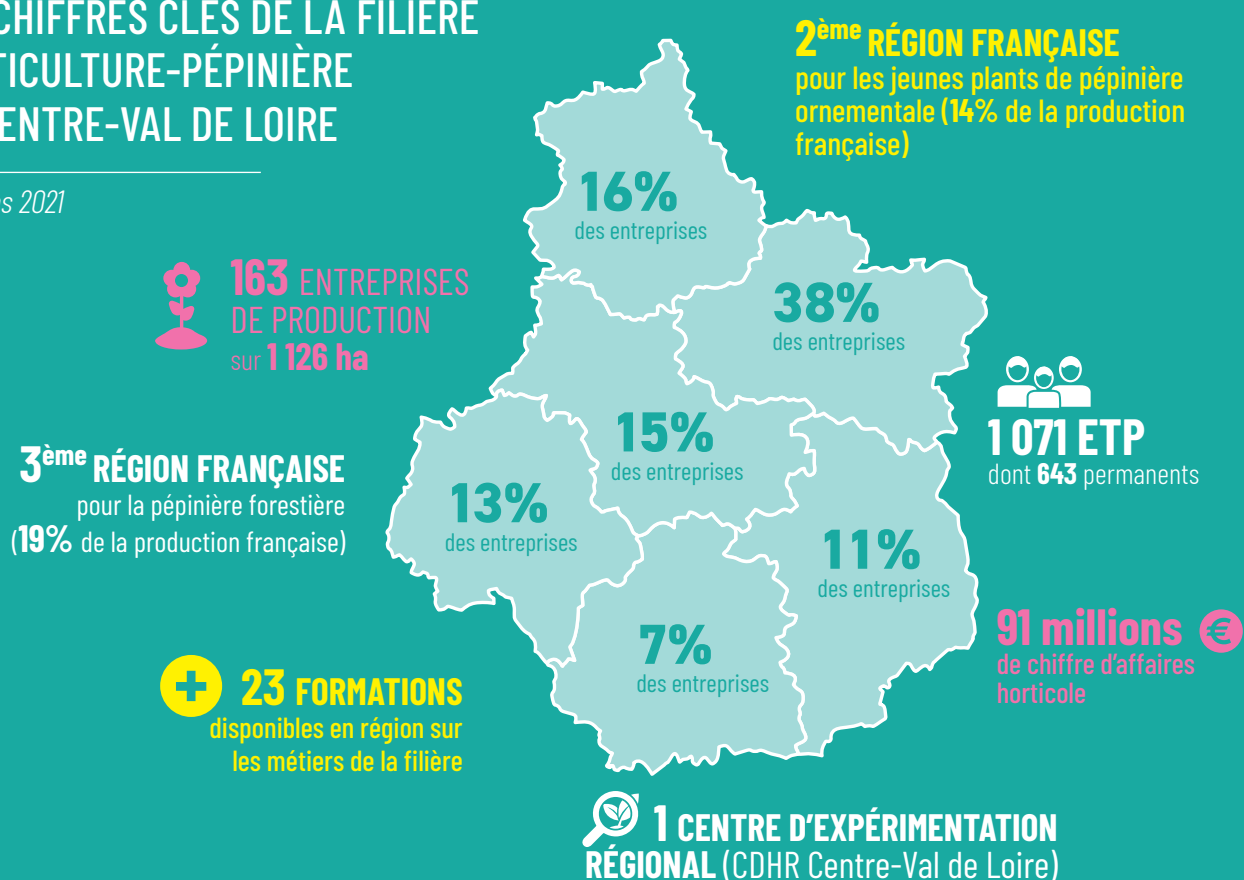 CHIFFRES CLÉS DE LA FILIÈRE
TICULTURE-PÉPINIÈRE
ENTRE-VAL DE LOIRE
s 2021
2ème RÉGION FRANÇAISE
pour les jeunes plants de pépinière
ornementale (14% de la production
française)
16%
des entreprises
163 ENTREPRISES
DE PRODUCTION
sur 1 126 ha
38%
des entreprises
1 071 ETP
dont 643 permanents
15%
des entreprises
3ème RÉGION FRANÇAISE
pour la pépinière forestière
(19% de la production française)
13%
des entreprises
11%
des entreprises
7%
des entreprises
91 millions €
de chiffre d'affaires
horticole
23 FORMATIONS
disponibles en région sur
les métiers de la filière
1 CENTRE D'EXPÉRIMENTATION
RÉGIONAL (CDHR Centre-Val de Loire)